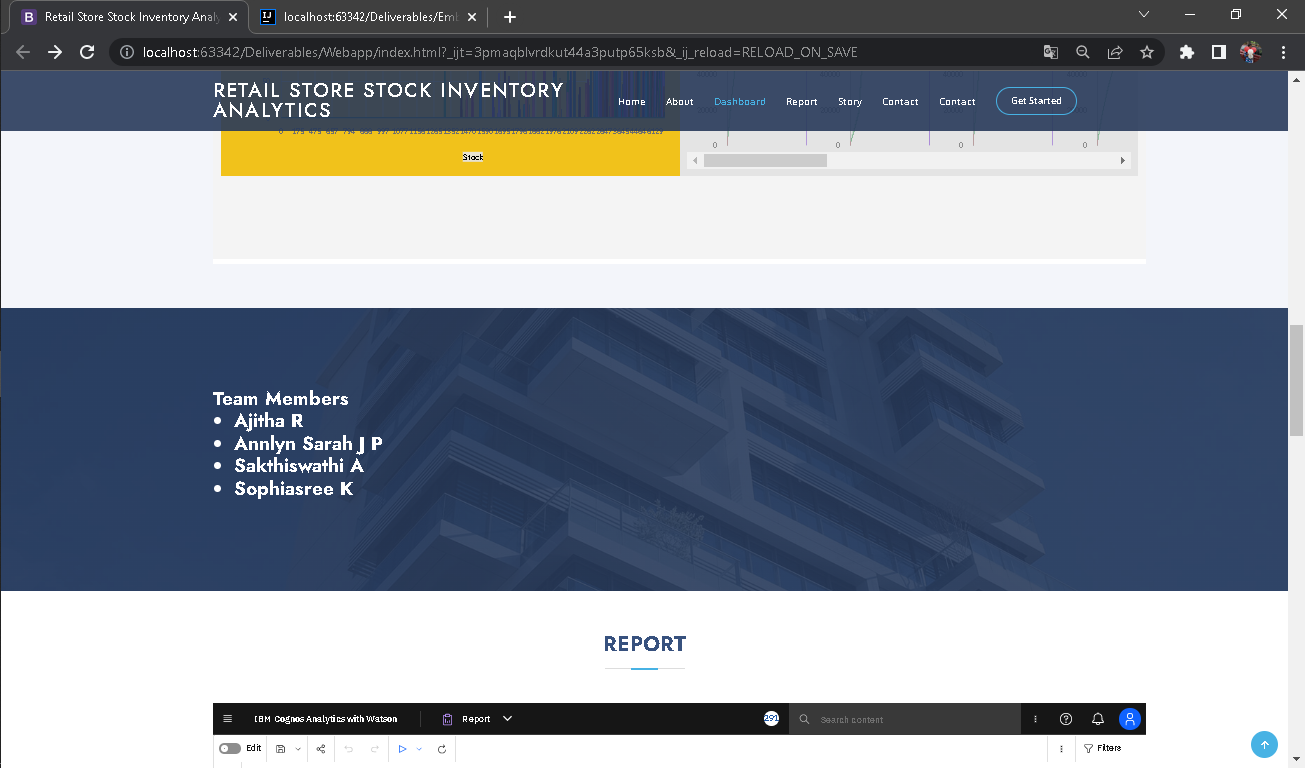 Retail Store Stock Inventory Analy
localhost:63342/Deliverables/Emb
localhost:63342/Deliverables/Webapp/index.html?_ijt=3pmaqblvrdkut44a3putp65ksb&_ij_reload=RELOAD_ON_SAVE
RETAIL STORE STOCK INVENTORY
ANALYTICS
Home About Dashboard Report Story Contact Contact Get Started
0 0 0 0
Stock
Team Members
• Ajitha R
• Annlyn Sarah J P
• Sakthiswathi A
• Sophiasree K
REPORT
IBM Cognos Analytics with Watson Report 291 Search content
Edit Filters